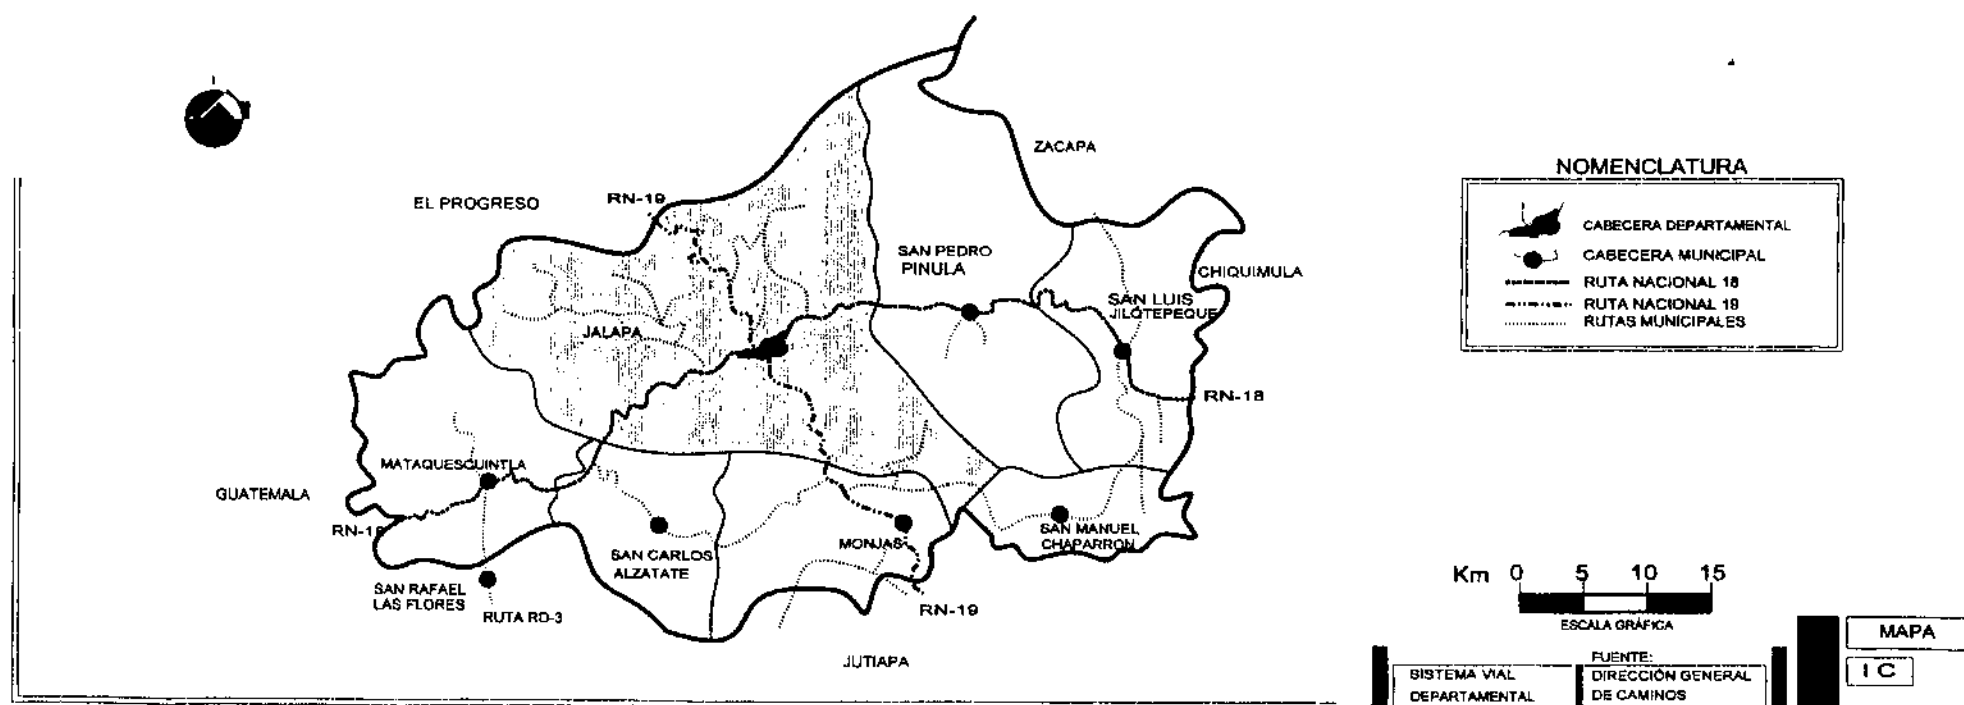 ZACAPA
NOMENCLATURA
EL PROGRESO
RN-19
CABECERA DEPARTAMENTAL
SAN PEDRO
PINULA
CABECERA MUNICIPAL
CHIQUIMULA
RUTA NACIONAL 18
SAN LUIS
JILOTEPEQUE
RUTA NACIONAL 19
RUTAS MUNICIPALES
JALAPA
RN-18
MATAQUESCUINTLA
GUATEMALA
RN-18
SAN MANUEL
CHAPARRON
MONJAS
SAN CARLOS
ALZATATE
SAN RAFAEL
LAS FLORES
RUTA RD-3
RN-19
JUTIAPA
Km 0 5 10 15
ESCALA GRÁFICA
MAPA
I C
SISTEMA VIAL
DEPARTAMENTAL
FUENTE:
DIRECCIÓN GENERAL
DE CAMINOS